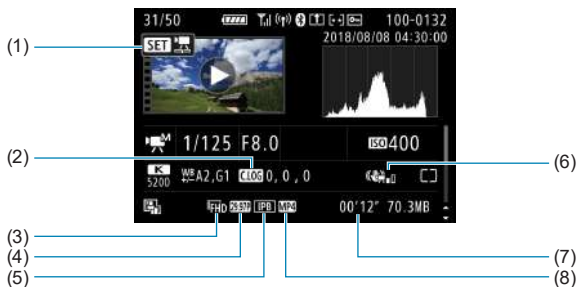 31/50 100-0132
(1) SET 2018/08/08 04:30:00
M 1/125 F8.0 ISO 400
(2) (6)
K 5200 WB A2,G1 C.LOG 0, 0, 0
FHD 29.97P IPB MP4 00'12" 70.3MB
(3)
(4)
(5)
(7)
(8)